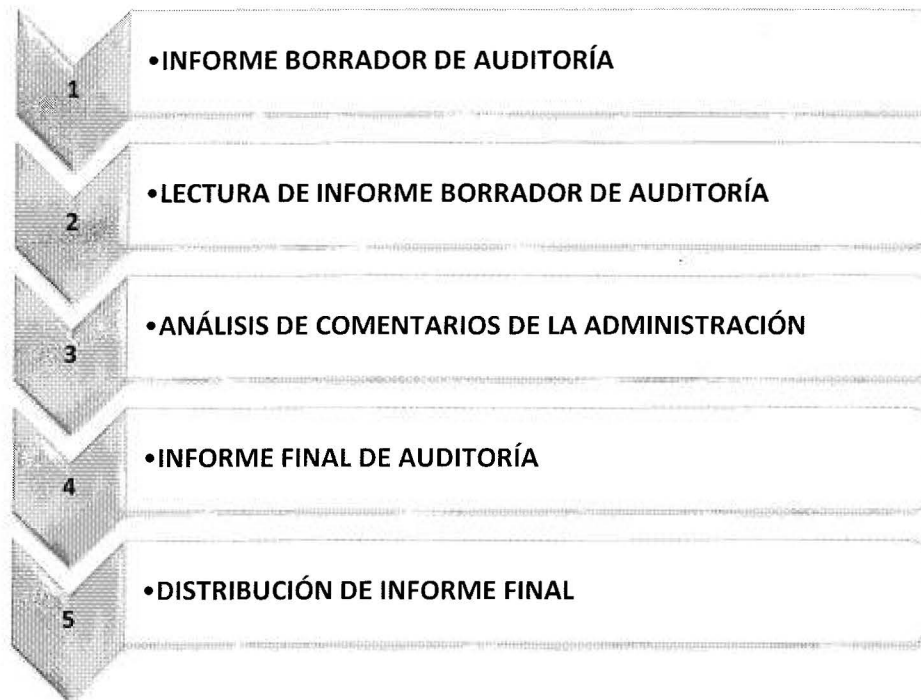 1
•INFORME BORRADOR DE AUDITORÍA
2
•LECTURA DE INFORME BORRADOR DE AUDITORÍA
3
•ANÁLISIS DE COMENTARIOS DE LA ADMINISTRACIÓN
4
•INFORME FINAL DE AUDITORÍA
5
•DISTRIBUCIÓN DE INFORME FINAL